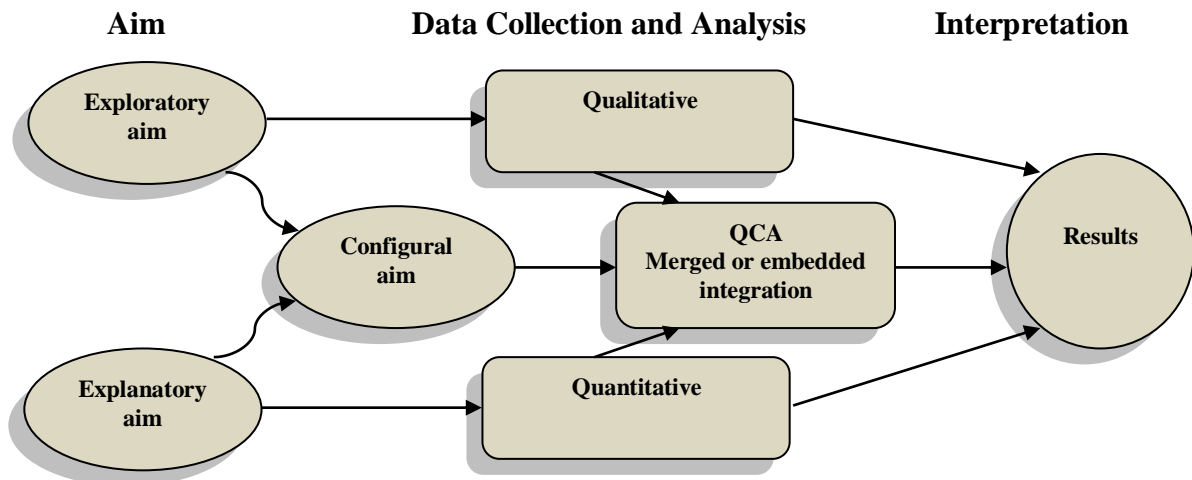 Aim
Data Collection and Analysis
Interpretation
Exploratory
aim
Qualitative
Configural
aim
QCA
Merged or embedded
integration
Results
Explanatory
aim
Quantitative